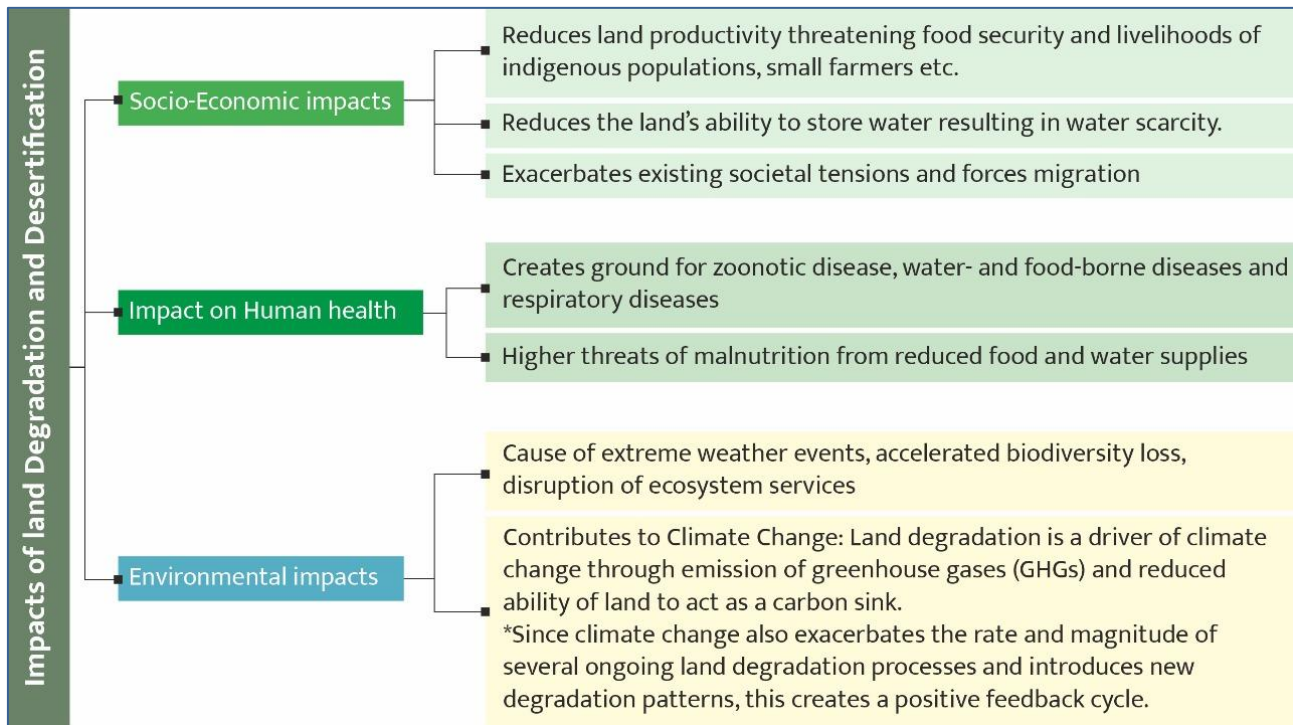 Impacts of land Degradation and Desertification
Socio-Economic impacts
Reduces land productivity threatening food security and livelihoods of
indigenous populations, small farmers etc.
Reduces the land’s ability to store water resulting in water scarcity.
Exacerbates existing societal tensions and forces migration
Impact on Human health
Creates ground for zoonotic disease, water- and food-borne diseases and
respiratory diseases
Higher threats of malnutrition from reduced food and water supplies
Environmental impacts
Cause of extreme weather events, accelerated biodiversity loss,
disruption of ecosystem services
Contributes to Climate Change: Land degradation is a driver of climate
change through emission of greenhouse gases (GHGs) and reduced
ability of land to act as a carbon sink.
*Since climate change also exacerbates the rate and magnitude of
several ongoing land degradation processes and introduces new
degradation patterns, this creates a positive feedback cycle.